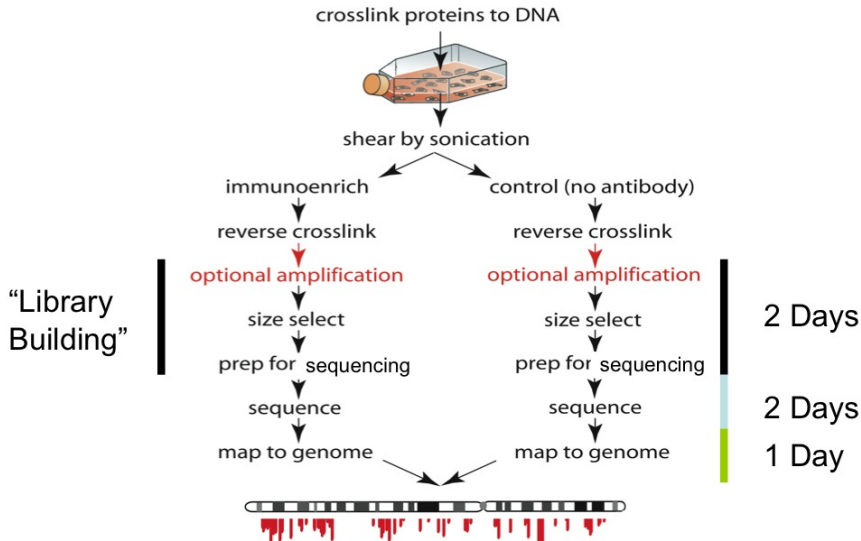 crosslink proteins to DNA
shear by sonication
immunoenrich
control (no antibody)
reverse crosslink
reverse crosslink
optional amplification
optional amplification
“Library
Building”
size select
size select
2 Days
prep for sequencing
prep for sequencing
sequence
sequence
2 Days
map to genome
map to genome
1 Day